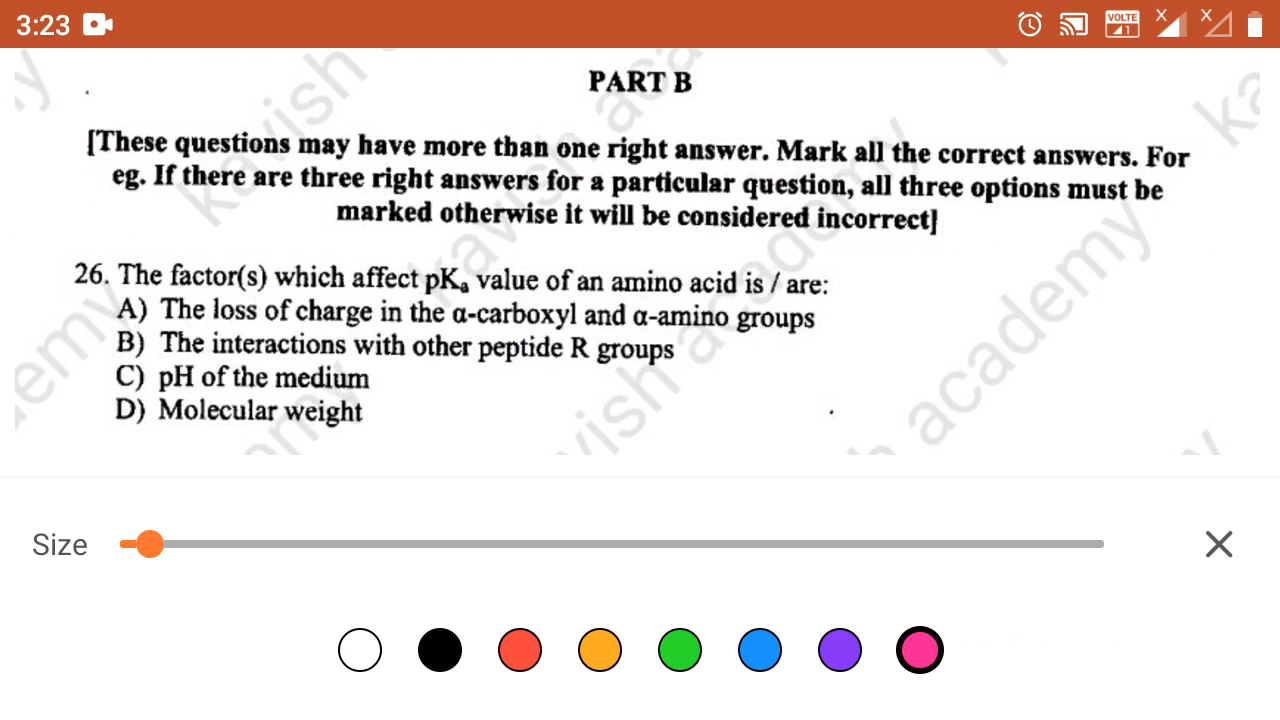 3:23
VOLTE
1
PART B
[These questions may have more than one right answer. Mark all the correct answers. For
eg. If there are three right answers for a particular question, all three options must be
marked otherwise it will be considered incorrect]
26. The factor(s) which affect pKₐ value of an amino acid is / are:
A) The loss of charge in the α-carboxyl and α-amino groups
B) The interactions with other peptide R groups
C) pH of the medium
D) Molecular weight
kavish academy
Size